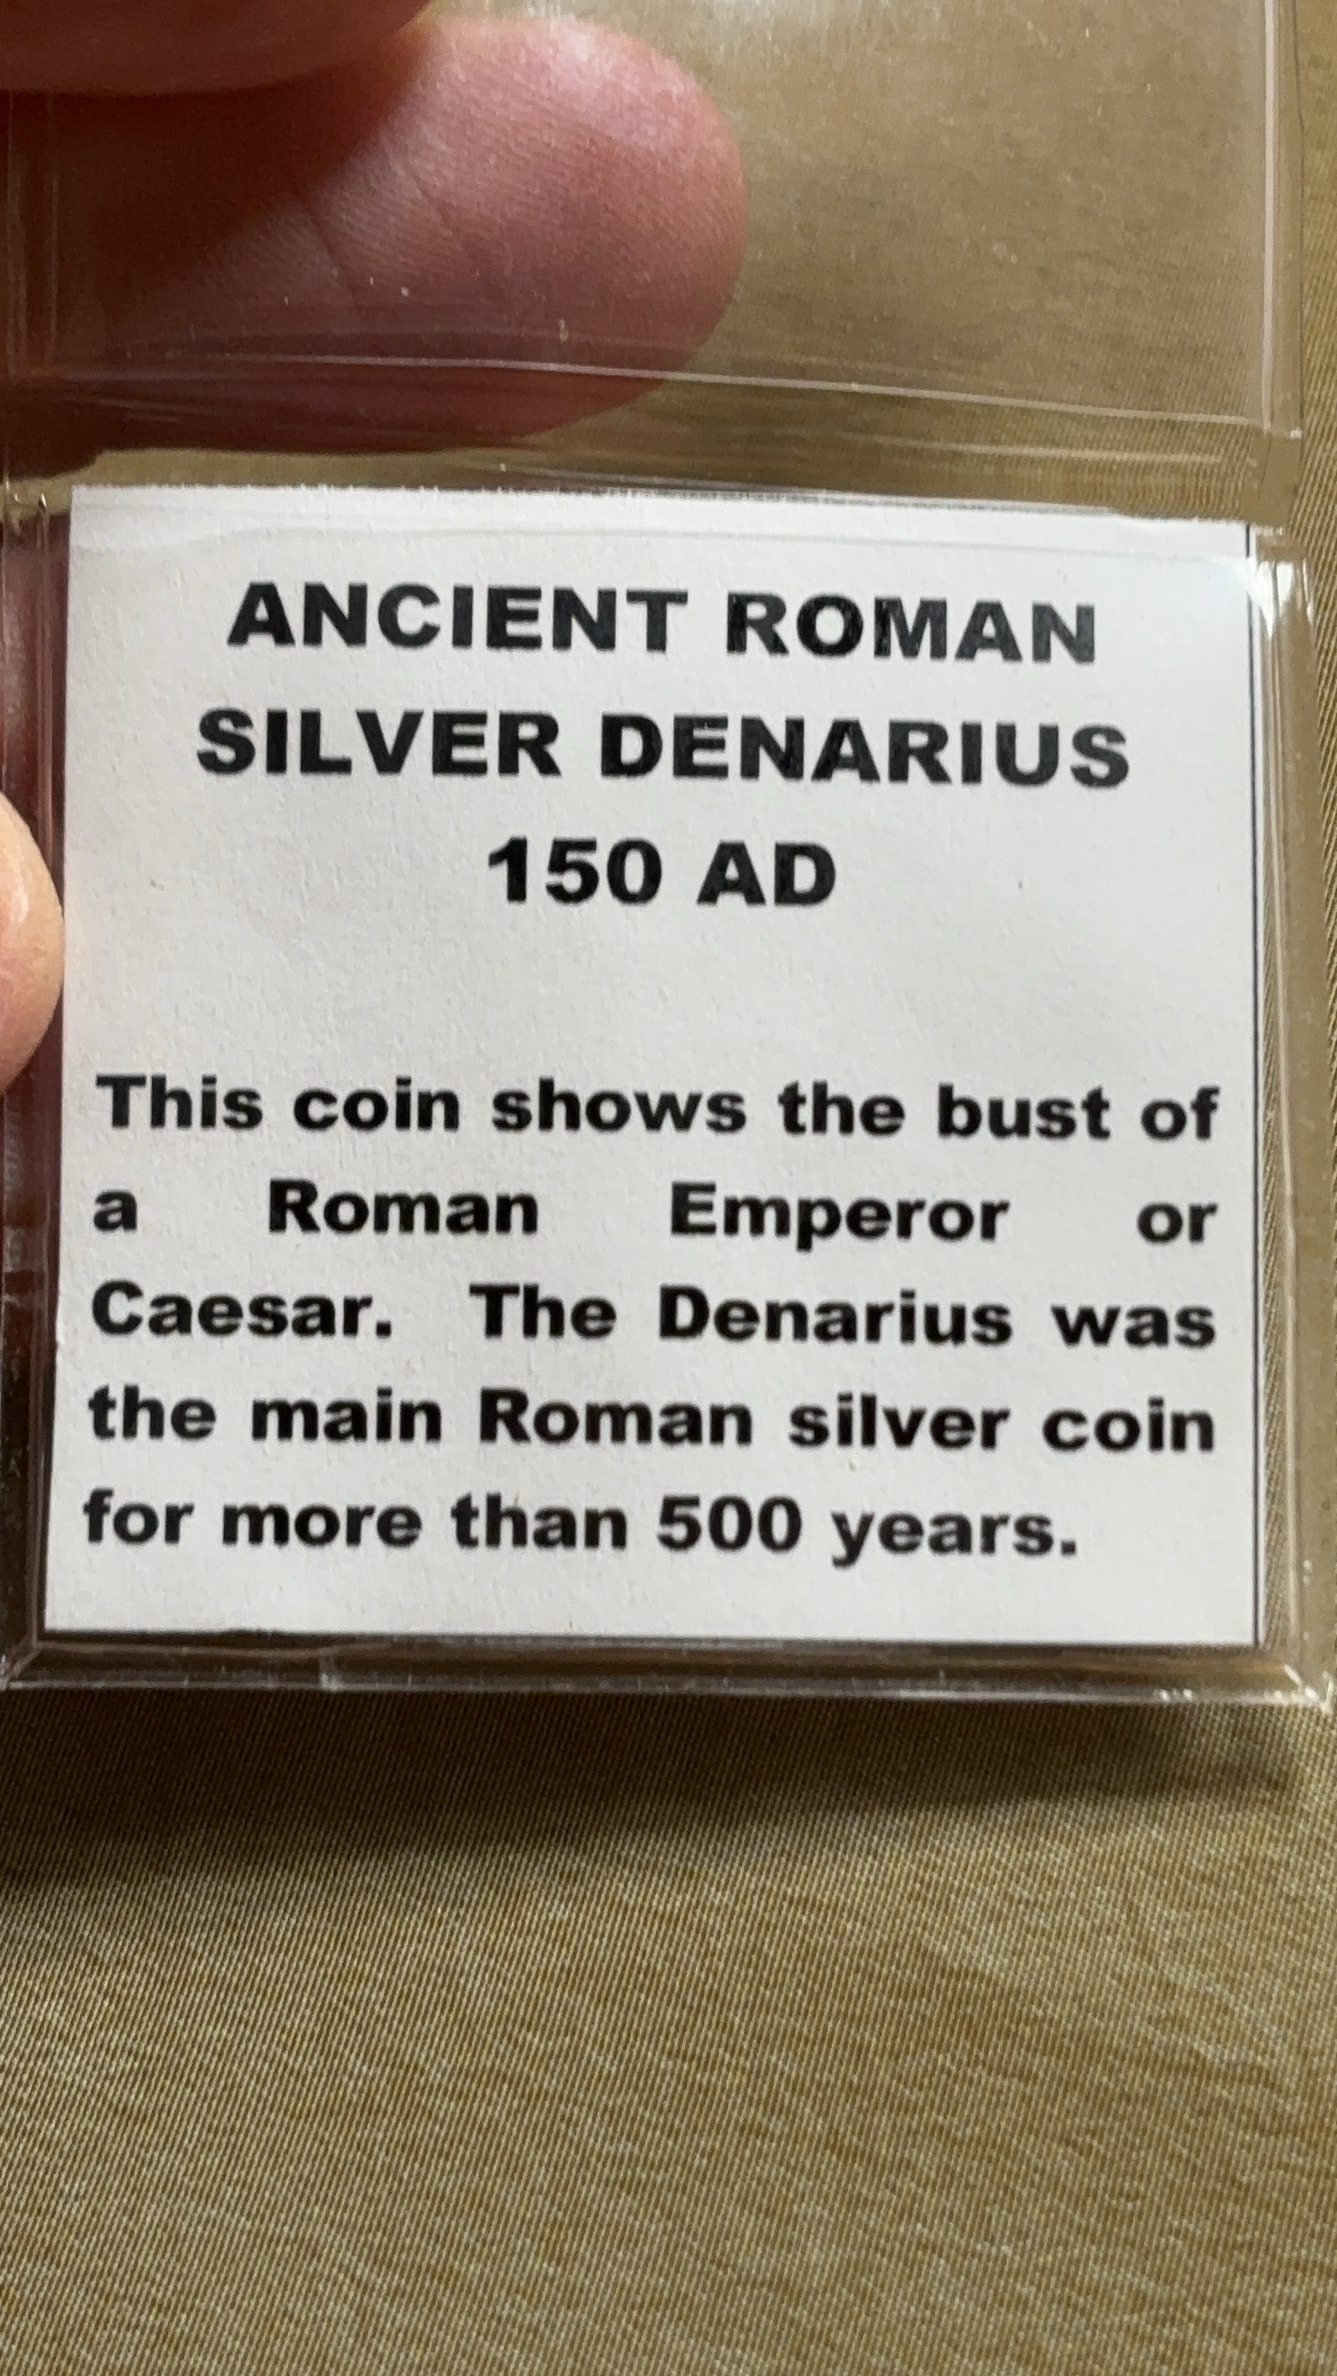 ANCIENT ROMAN
SILVER DENARIUS
150 AD
This coin shows the bust of
a Roman Emperor or
Caesar. The Denarius was
the main Roman silver coin
for more than 500 years.